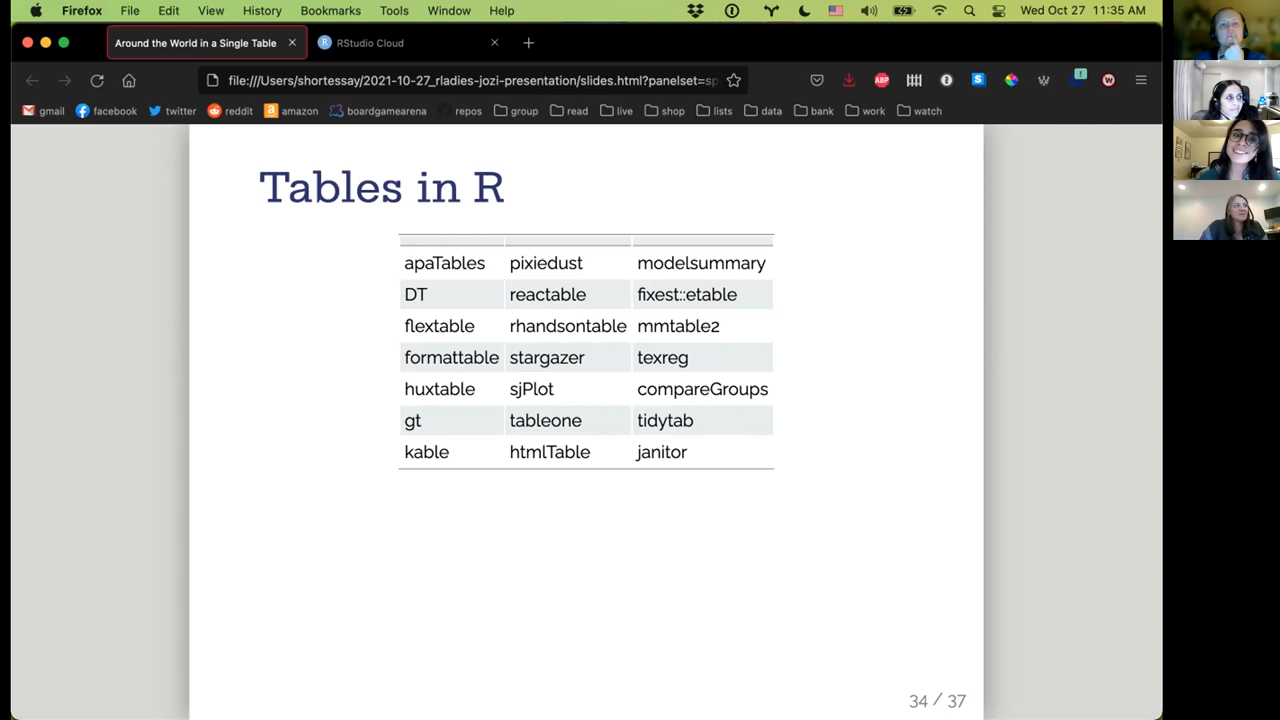 Firefox File Edit View History Bookmarks Tools Window Help Wed Oct 27 11:35 AM
Around the World in a Single Table RStudio Cloud
file:///Users/shortessay/2021-10-27_rladies-jozi-presentation/slides.html?panelset=sp
gmail facebook twitter reddit amazon boardgamearena repos group read live shop lists data bank work watch
Tables in R
apaTables pixiedust modelsummary
DT reactable fixest::etable
flextable rhandsontable mmtable2
formattable stargazer texreg
huxtable sjPlot compareGroups
gt tableone tidytab
kable htmlTable janitor
34 / 37